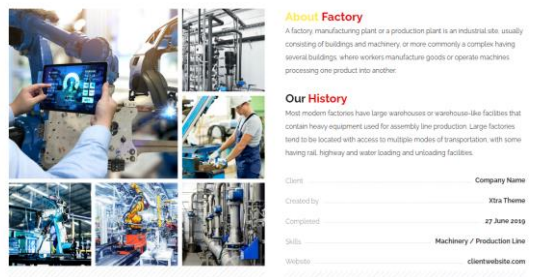 About Factory
A factory, manufacturing plant or a production plant is an industrial site, usually
consisting of buildings and machinery, or more commonly a complex having
several buildings, where workers manufacture goods or operate machines
processing one product into another.
Our History
Most modern factories have large warehouses or warehouse-like facilities that
contain heavy equipment used for assembly line production. Large factories
tend to be located with access to multiple modes of transportation, with some
having rail, highway and water loading and unloading facilities.
Client Company Name
Created by Xtra Theme
Completed 27 June 2019
Skills Machinery / Production Line
Website clientwebsite.com